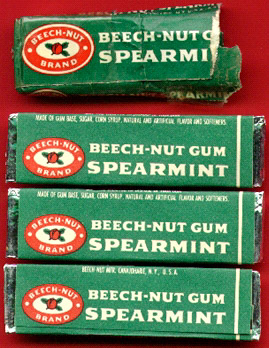 BEECH-NUT
BRAND
BEECH-NUT G
SPEARMI
MADE OF GUM BASE, SUGAR, CORN SYRUP, NATURAL AND ARTIFICIAL FLAVOR AND SOFTENERS.
BEECH-NUT
BRAND
BEECH-NUT GUM
SPEARMINT
MADE OF GUM BASE, SUGAR, CORN SYRUP, NATURAL AND ARTIFICIAL FLAVOR AND SOFTENERS.
BEECH-NUT
BRAND
BEECH-NUT GUM
SPEARMINT
BEECH NUT MFG. CANAJOHARIE, N.Y., U.S.A.
BEECH-NUT
BRAND
BEECH-NUT GUM
SPEARMINT